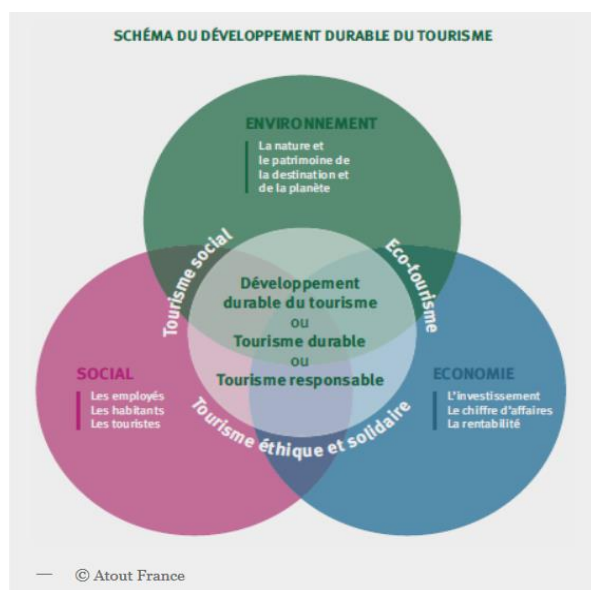 SCHÉMA DU DÉVELOPPEMENT DURABLE DU TOURISME
ENVIRONNEMENT
La nature et
le patrimoine de
la destination et
de la planète
Tourisme social
Eco-tourisme
Développement
durable du tourisme
ou
Tourisme durable
ou
Tourisme responsable
SOCIAL
Les employés
Les habitants
Les touristes
ECONOMIE
L'investissement
Le chiffre d'affaires
La rentabilité
Tourisme éthique et solidaire
— © Atout France